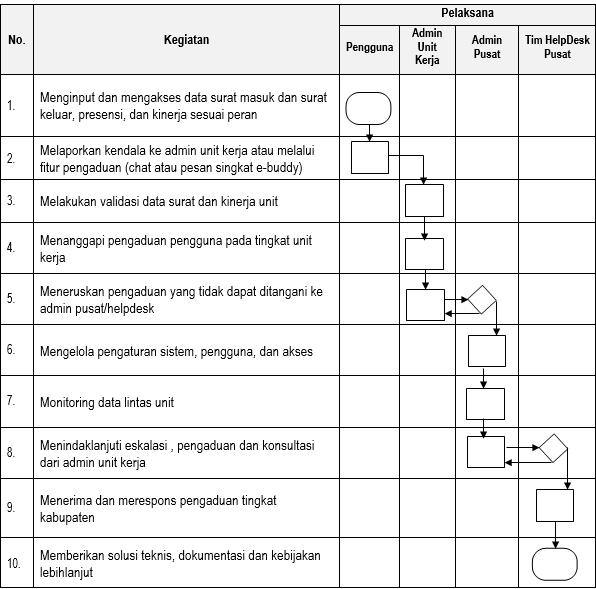 No.
Kegiatan
Pelaksana
Pengguna
Admin
Unit
Kerja
Admin
Pusat
Tim HelpDesk
Pusat
1.
Menginput dan mengakses data surat masuk dan surat
keluar, presensi, dan kinerja sesuai peran
2.
Melaporkan kendala ke admin unit kerja atau melalui
fitur pengaduan (chat atau pesan singkat e-buddy)
3.
Melakukan validasi data surat dan kinerja unit
4.
Menanggapi pengaduan pengguna pada tingkat unit
kerja
5.
Meneruskan pengaduan yang tidak dapat ditangani ke
admin pusat/helpdesk
6.
Mengelola pengaturan sistem, pengguna, dan akses
7.
Monitoring data lintas unit
8.
Menindaklanjuti eskalasi , pengaduan dan konsultasi
dari admin unit kerja
9.
Menerima dan merespons pengaduan tingkat
kabupaten
10.
Memberikan solusi teknis, dokumentasi dan kebijakan
lebihlanjut